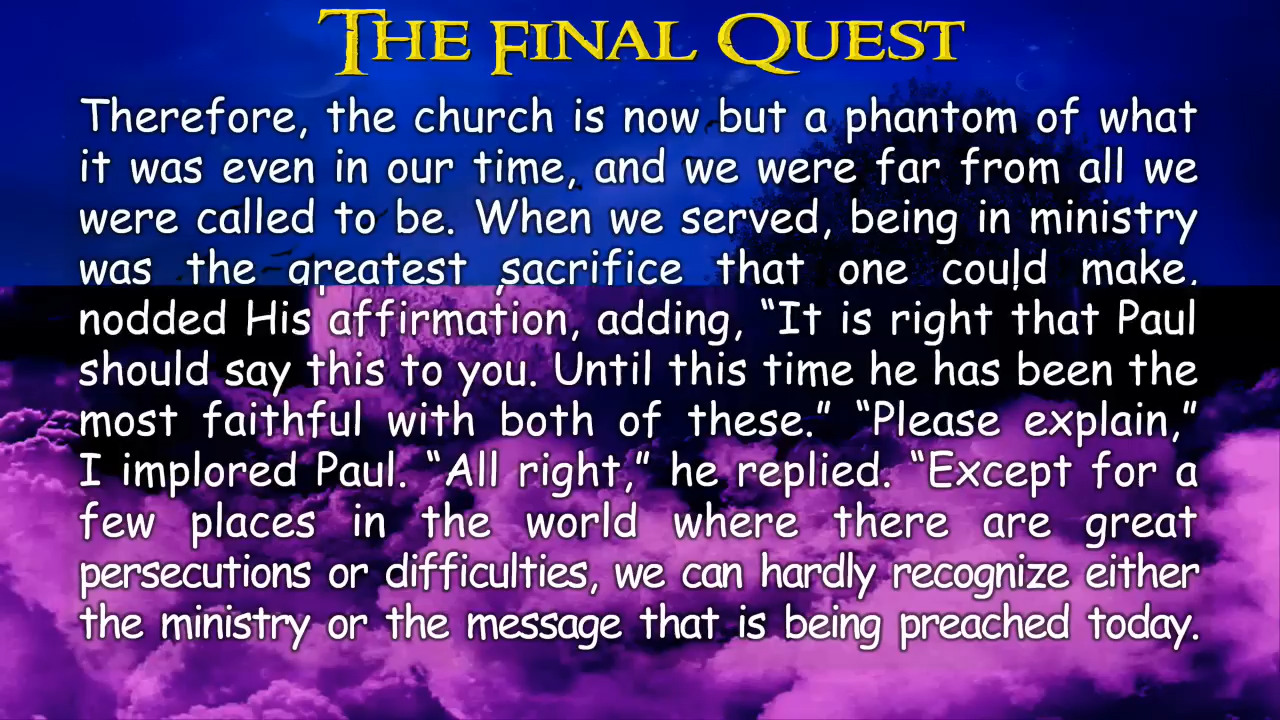 The Final Quest
Therefore, the church is now but a phantom of what
it was even in our time, and we were far from all we
were called to be. When we served, being in ministry
was the greatest sacrifice that one could make,
nodded His affirmation, adding, “It is right that Paul
should say this to you. Until this time he has been the
most faithful with both of these.” “Please explain,”
I implored Paul. “All right,” he replied. “Except for a
few places in the world where there are great
persecutions or difficulties, we can hardly recognize either
the ministry or the message that is being preached today.